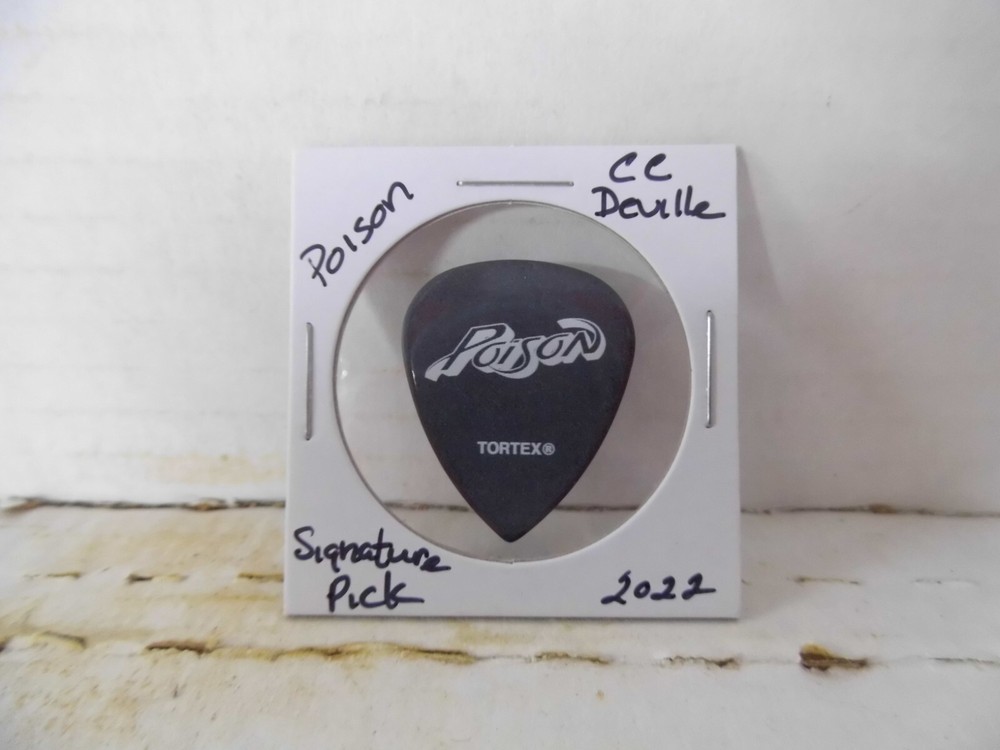 Poison
CC
Deville
Poison
TORTEX®
Signature
Pick
2022